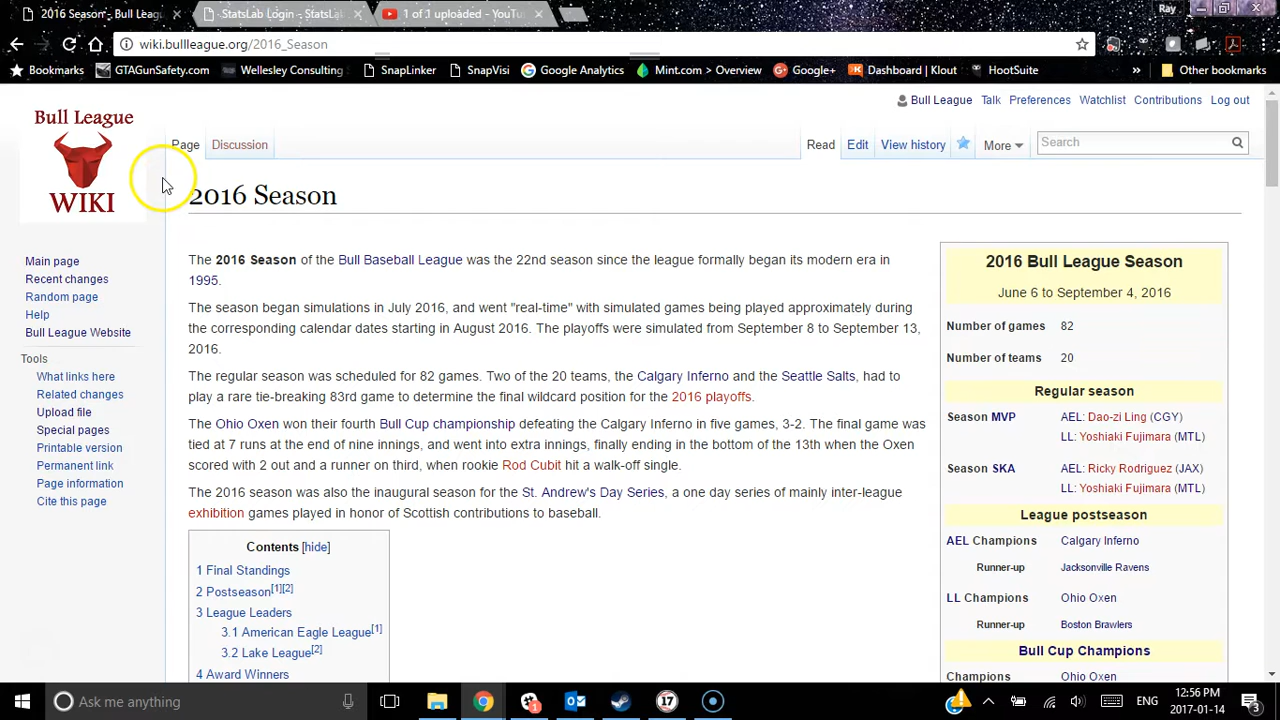 2016 Season - Bull Leagu
StatsLab Login - StatsLa
1 of 1 uploaded - YouTu
Ray
wiki.bullleague.org/2016_Season
Bookmarks
GTAGunSafety.com
Wellesley Consulting
SnapLinker
SnapVisi
Google Analytics
Mint.com > Overview
Google+
Dashboard | Klout
HootSuite
»
Other bookmarks
Bull League
WIKI
Bull League
Talk
Preferences
Watchlist
Contributions
Log out
Page
Discussion
Read
Edit
View history
More
Search
Main page
Recent changes
Random page
Help
Bull League Website
Tools
What links here
Related changes
Upload file
Special pages
Printable version
Permanent link
Page information
Cite this page
2016 Season
The 2016 Season of the Bull Baseball League was the 22nd season since the league formally began its modern era in
1995.
The season began simulations in July 2016, and went "real-time" with simulated games being played approximately during
the corresponding calendar dates starting in August 2016. The playoffs were simulated from September 8 to September 13,
2016.
The regular season was scheduled for 82 games. Two of the 20 teams, the Calgary Inferno and the Seattle Salts, had to
play a rare tie-breaking 83rd game to determine the final wildcard position for the 2016 playoffs.
The Ohio Oxen won their fourth Bull Cup championship defeating the Calgary Inferno in five games, 3-2. The final game was
tied at 7 runs at the end of nine innings, and went into extra innings, finally ending in the bottom of the 13th when the Oxen
scored with 2 out and a runner on third, when rookie Rod Cubit hit a walk-off single.
The 2016 season was also the inaugural season for the St. Andrew's Day Series, a one day series of mainly inter-league
exhibition games played in honor of Scottish contributions to baseball.
Contents [hide]
1 Final Standings
2 Postseason[1][2]
3 League Leaders
3.1 American Eagle League[1]
3.2 Lake League[2]
4 Award Winners
2016 Bull League Season
June 6 to September 4, 2016
Number of games 82
Number of teams 20
Regular season
Season MVP AEL: Dao-zi Ling (CGY)
LL: Yoshiaki Fujimara (MTL)
Season SKA AEL: Ricky Rodriguez (JAX)
LL: Yoshiaki Fujimara (MTL)
League postseason
AEL Champions Calgary Inferno
Runner-up Jacksonville Ravens
LL Champions Ohio Oxen
Runner-up Boston Brawlers
Bull Cup Champions
Champions Ohio Oxen
Ask me anything
1
17
ENG
12:56 PM
2017-01-14
3